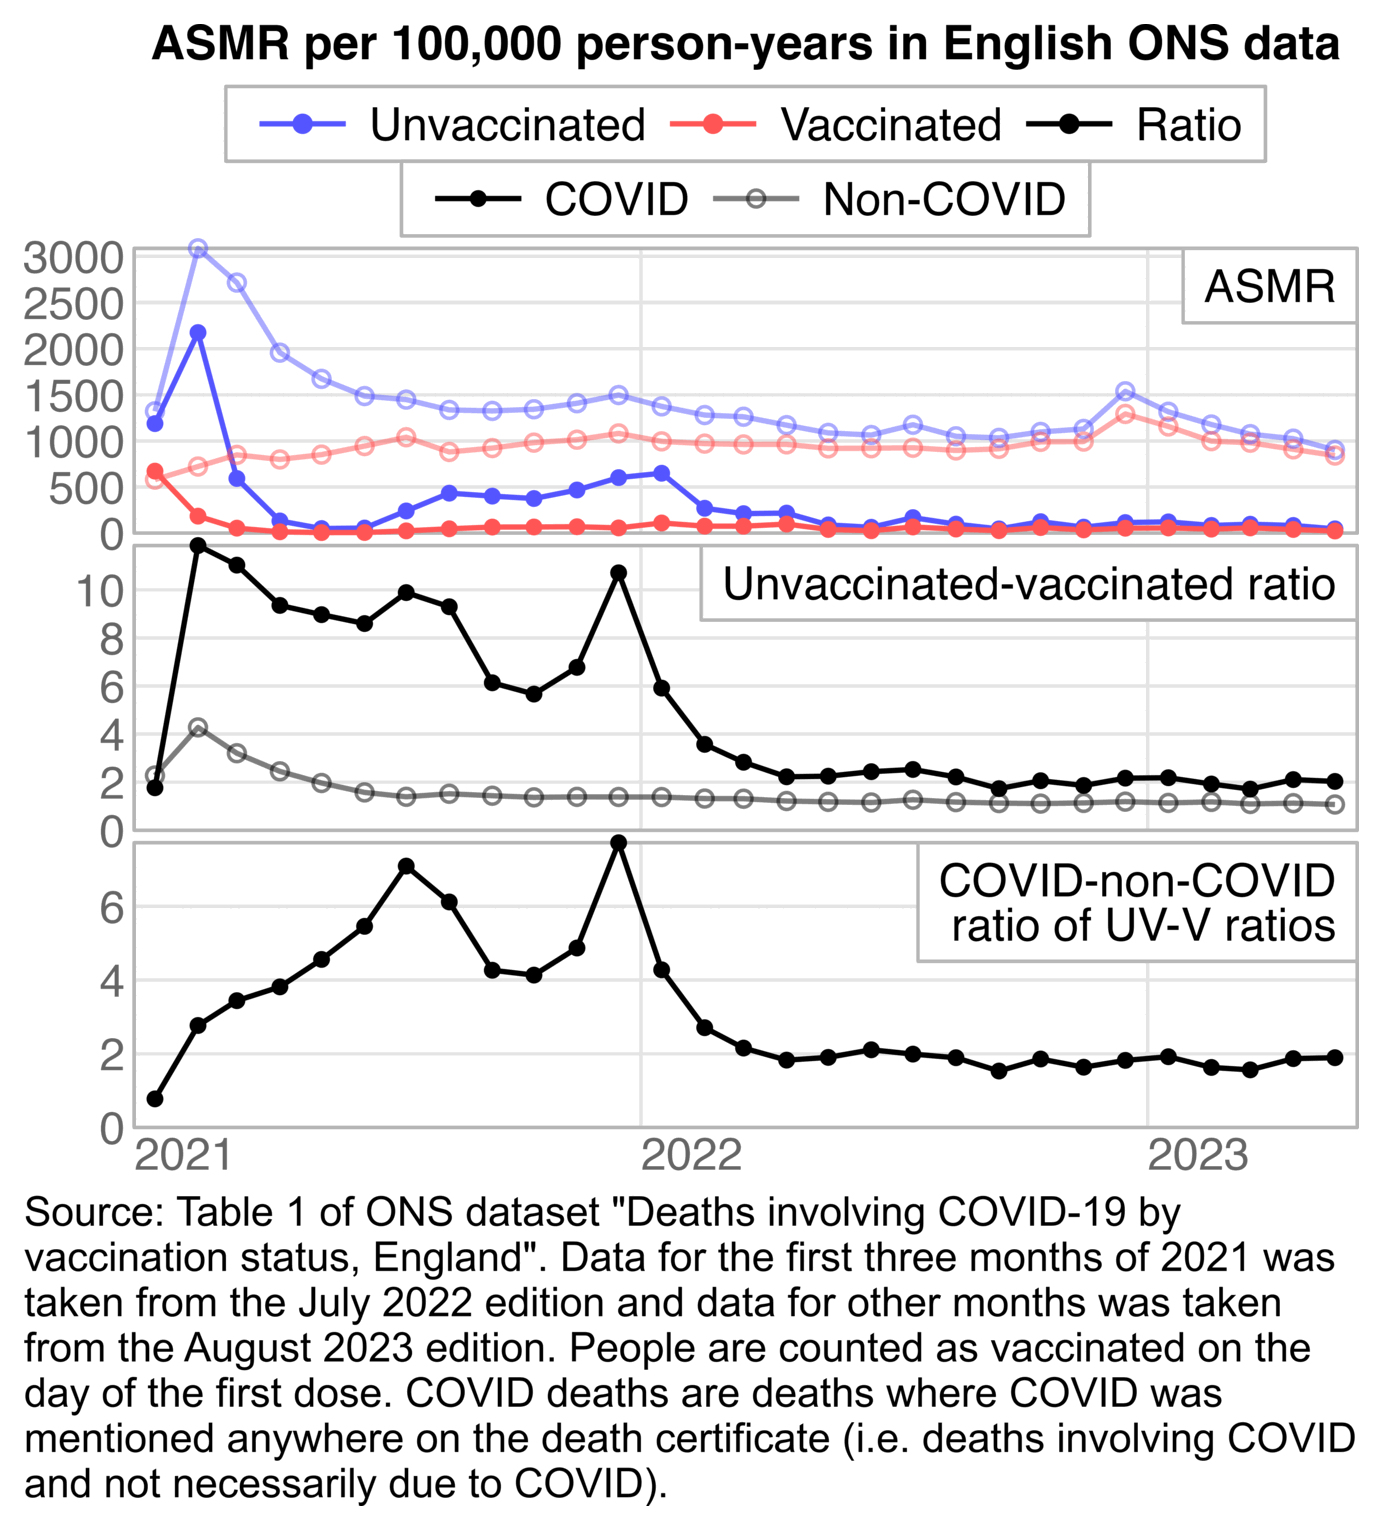 ASMR per 100,000 person-years in English ONS data
Unvaccinated Vaccinated Ratio
COVID Non-COVID
3000
2500
2000
1500
1000
500
0
ASMR
10
8
6
4
2
0
Unvaccinated-vaccinated ratio
6
4
2
0
COVID-non-COVID
ratio of UV-V ratios
2021 2022 2023
Source: Table 1 of ONS dataset "Deaths involving COVID-19 by
vaccination status, England". Data for the first three months of 2021 was
taken from the July 2022 edition and data for other months was taken
from the August 2023 edition. People are counted as vaccinated on the
day of the first dose. COVID deaths are deaths where COVID was
mentioned anywhere on the death certificate (i.e. deaths involving COVID
and not necessarily due to COVID).